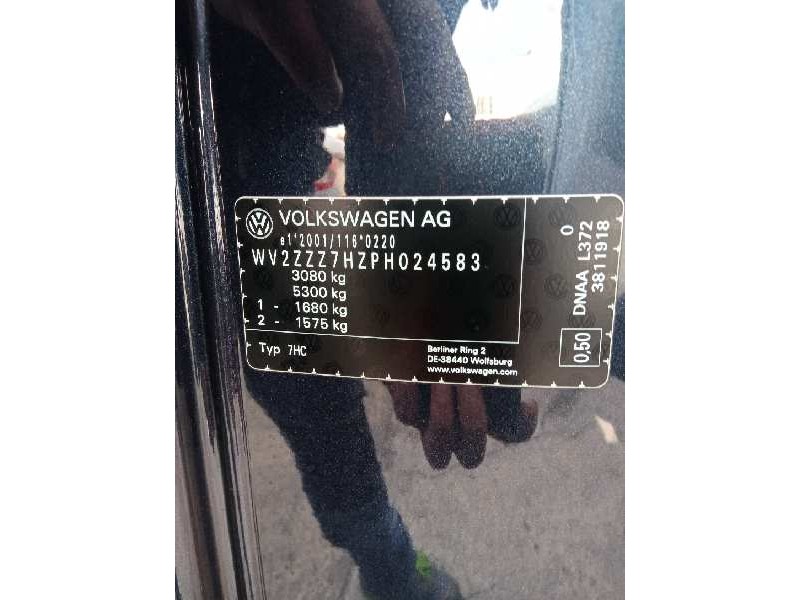 VOLKSWAGEN AG
e1*2001/116*0220
WV2ZZZ7HZPH024583
3080 kg
5300 kg
1 - 1680 kg
2 - 1575 kg
Typ 7HC
Berliner Ring 2
DE-38440 Wolfsburg
www.volkswagen.com
0,50
DNAA L372 0
3811918